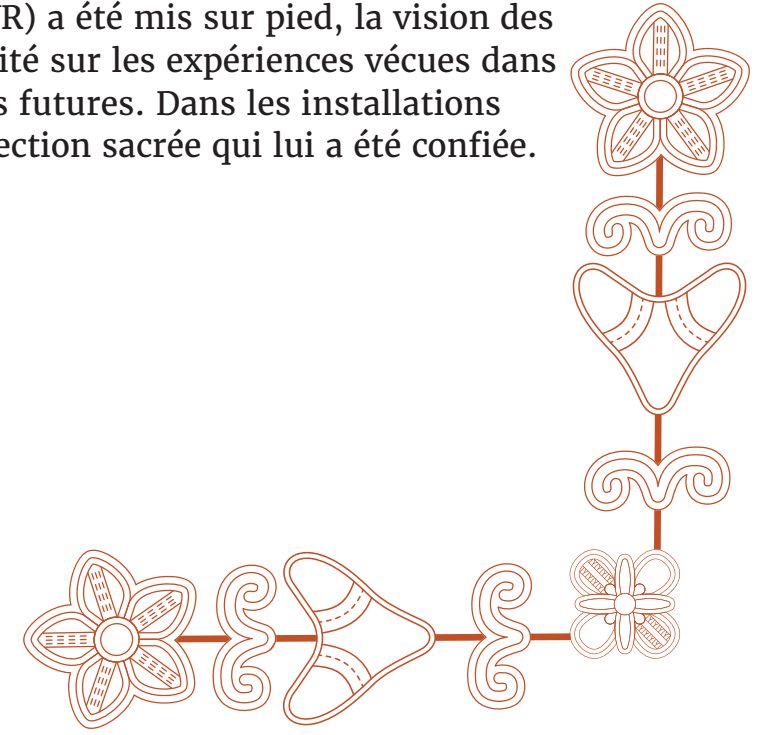 R) a été mis sur pied, la vision des
ité sur les expériences vécues dans
s futures. Dans les installations
ection sacrée qui lui a été confiée.